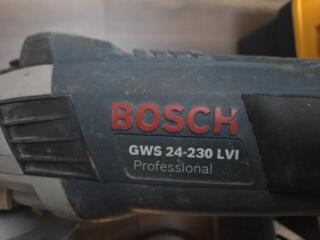 BOSCH
GWS 24-230 LVI
Professional